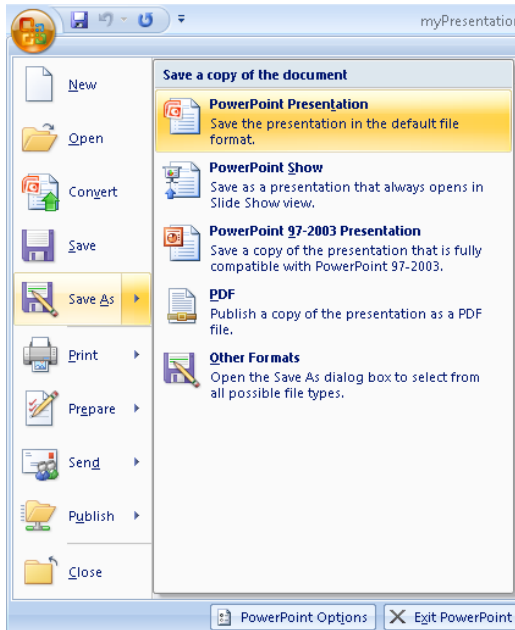 myPresentation
New
Open
Convert
Save
Save As
Print
Prepare
Send
Publish
Close
Save a copy of the document
PowerPoint Presentation
Save the presentation in the default file
format.
PowerPoint Show
Save as a presentation that always opens in
Slide Show view.
PowerPoint 97-2003 Presentation
Save a copy of the presentation that is fully
compatible with PowerPoint 97-2003.
PDF
Publish a copy of the presentation as a PDF
file.
Other Formats
Open the Save As dialog box to select from
all possible file types.
PowerPoint Options
Exit PowerPoint